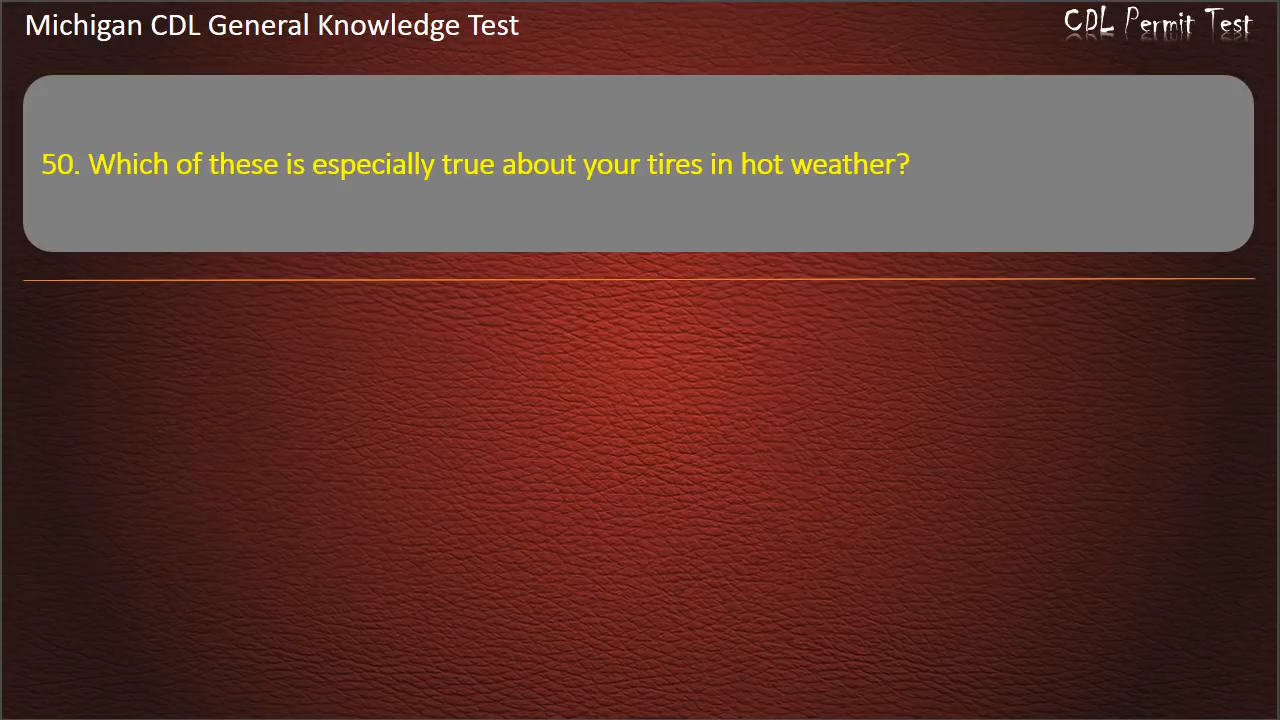 Michigan CDL General Knowledge Test
CDL Permit Test
50. Which of these is especially true about your tires in hot weather?